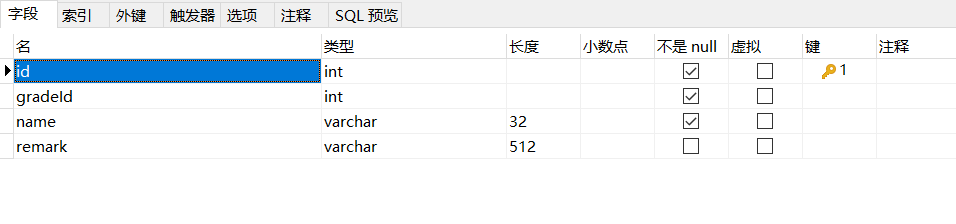 字段 索引 外键 触发器 选项 注释 SQL 预览
名 类型 长度 小数点 不是 null 虚拟 键 注释
id int 1
gradeId int
name varchar 32
remark varchar 512